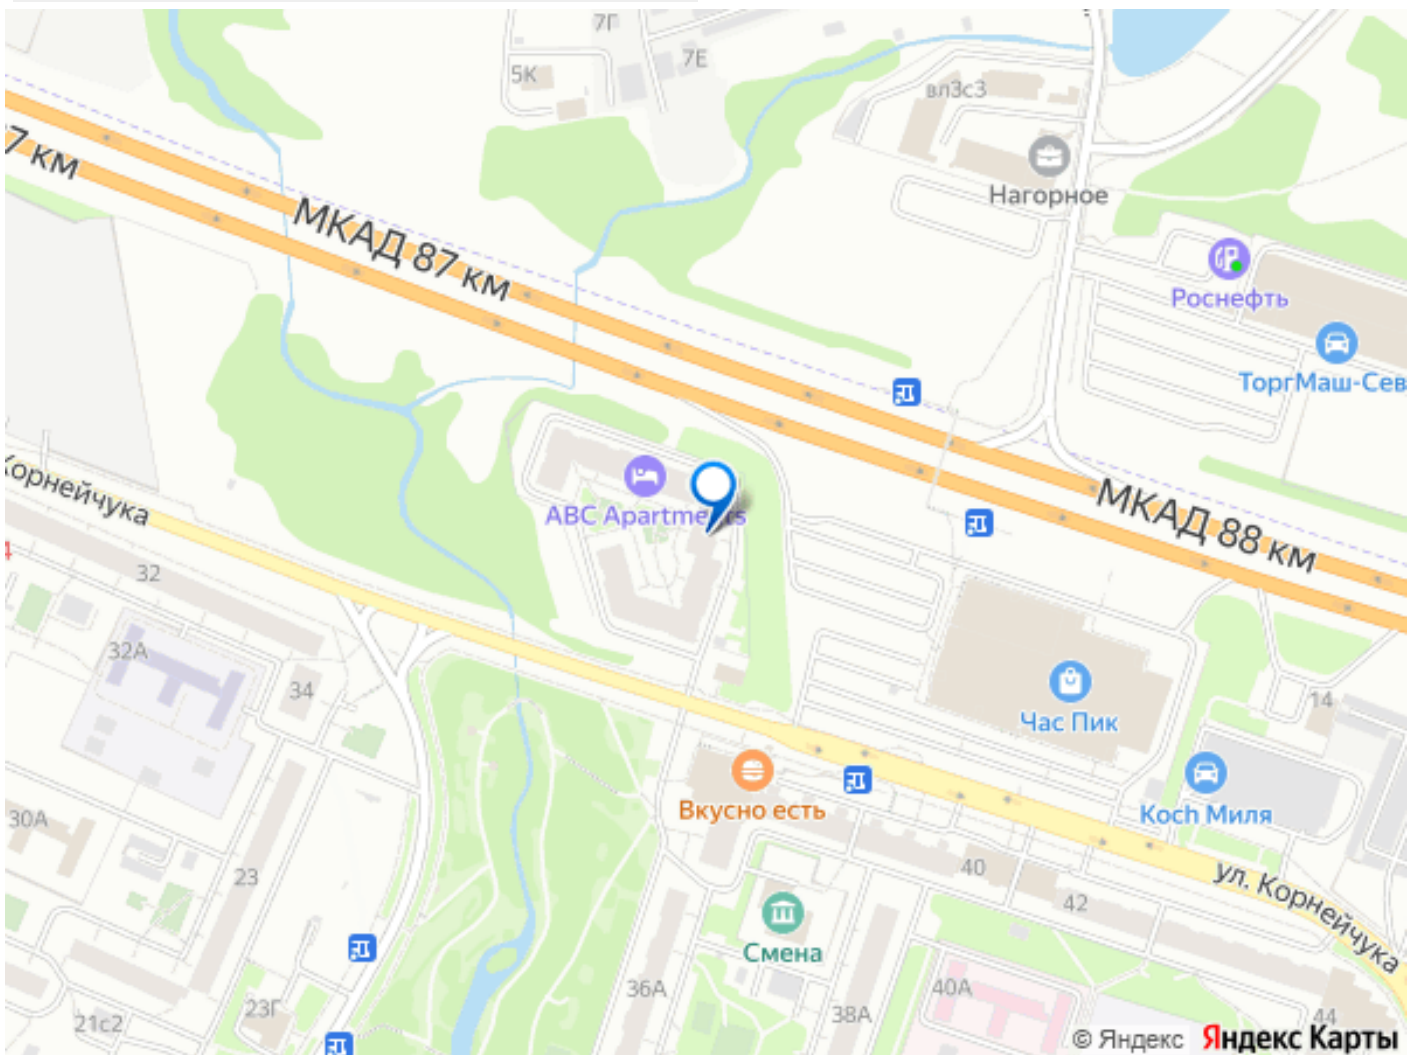 7Г
7Е
5К
вл3с3
7 км
Нагорное
МКАД 87 км
Роснефть
ТоргМаш-Сев
Корнейчука
ABC Apartments
МКАД 88 км
32
32А
34
Час Пик
14
Вкусно есть
Koch Миля
30А
23
40
ул. Корнейчука
42
Смена
36А
40А
23Г
38А
21с2
44
© Яндекс Яндекс Карты